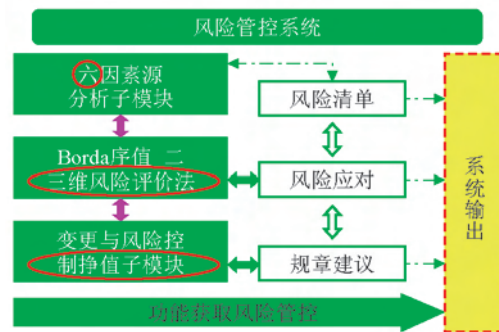 风险管控系统
六因素源
分析子模块
风险清单
Borda序值 二
三维风险评价法
风险应对
系统输出
变更与风险控
制挣值子模块
规章建议
功能获取风险管控